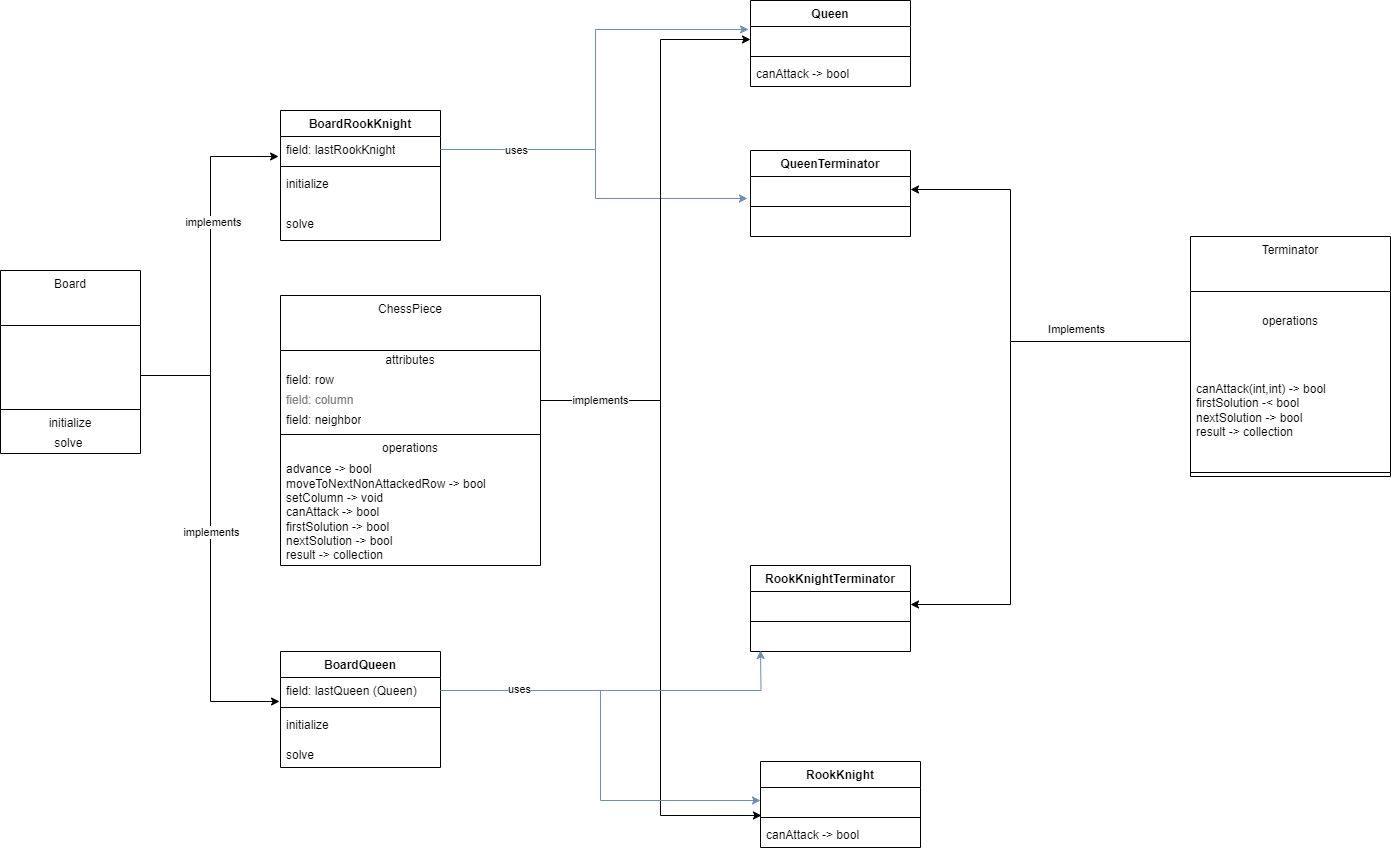 Queen
canAttack -> bool
BoardRookKnight
field: lastRookKnight
initialize
solve
uses
QueenTerminator
implements
Board
initialize
solve
ChessPiece
attributes
field: row
field: column
field: neighbor
operations
advance -> bool
moveToNextNonAttackedRow -> bool
setColumn -> void
canAttack -> bool
firstSolution -> bool
nextSolution -> bool
result -> collection
implements
Terminator
operations
canAttack(int,int) -> bool
firstSolution -< bool
nextSolution -> bool
result -> collection
Implements
implements
RookKnightTerminator
BoardQueen
field: lastQueen (Queen)
initialize
solve
uses
RookKnight
canAttack -> bool